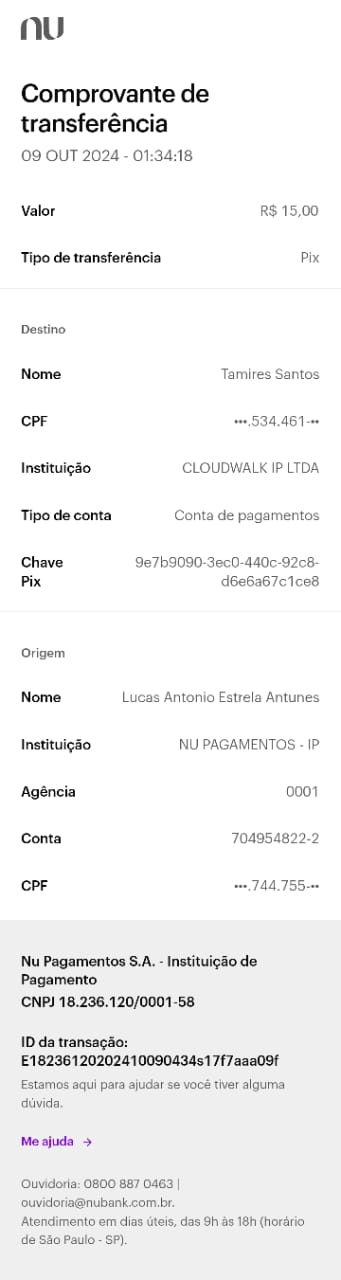 nu
Comprovante de
transferência
09 OUT 2024 - 01:34:18
Valor R$ 15,00
Tipo de transferência Pix
Destino
Nome Tamires Santos
CPF •••.534.461-••
Instituição CLOUDWALK IP LTDA
Tipo de conta Conta de pagamentos
Chave 9e7b9090-3ec0-440c-92c8-
Pix d6e6a67c1ce8
Origem
Nome Lucas Antonio Estrela Antunes
Instituição NU PAGAMENTOS - IP
Agência 0001
Conta 704954822-2
CPF •••.744.755-••
Nu Pagamentos S.A. - Instituição de
Pagamento
CNPJ 18.236.120/0001-58
ID da transação:
E18236120202410090434s17f7aaa09f
Estamos aqui para ajudar se você tiver alguma
dúvida.
Me ajuda →
Ouvidoria: 0800 887 0463 |
ouvidoria@nubank.com.br.
Atendimento em dias úteis, das 9h às 18h (horário
de São Paulo - SP).